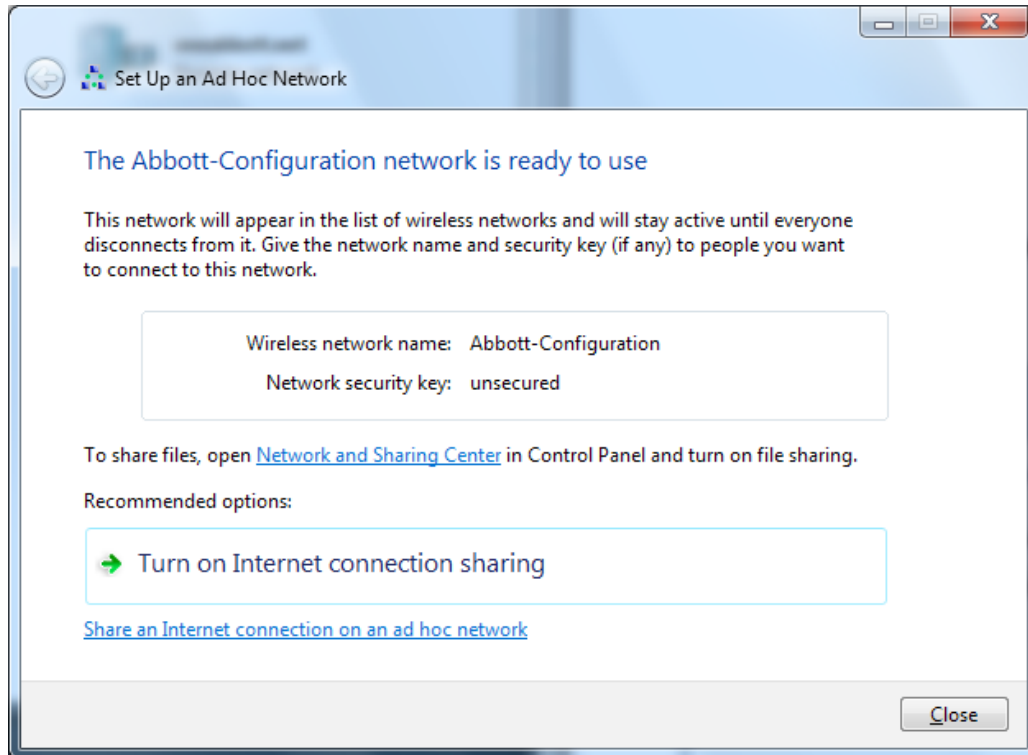 Set Up an Ad Hoc Network
The Abbott-Configuration network is ready to use
This network will appear in the list of wireless networks and will stay active until everyone
disconnects from it. Give the network name and security key (if any) to people you want
to connect to this network.
Wireless network name: Abbott-Configuration
Network security key: unsecured
To share files, open Network and Sharing Center in Control Panel and turn on file sharing.
Recommended options:
Turn on Internet connection sharing
Share an Internet connection on an ad hoc network
Close